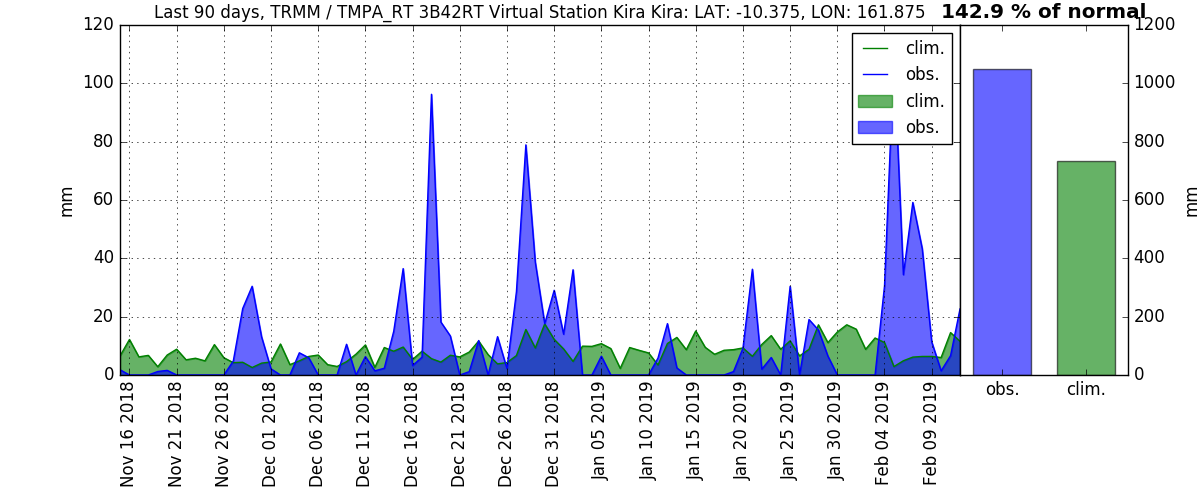 Last 90 days, TRMM / TMPA_RT 3B42RT Virtual Station Kira Kira: LAT: -10.375, LON: 161.875 142.9 % of normal
120
100
80
60
40
20
0
mm
clim.
obs.
clim.
obs.
1200
1000
800
600
400
200
0
mm
Nov 16 2018
Nov 21 2018
Nov 26 2018
Dec 01 2018
Dec 06 2018
Dec 11 2018
Dec 16 2018
Dec 21 2018
Dec 26 2018
Dec 31 2018
Jan 05 2019
Jan 10 2019
Jan 15 2019
Jan 20 2019
Jan 25 2019
Jan 30 2019
Feb 04 2019
Feb 09 2019
obs.
clim.